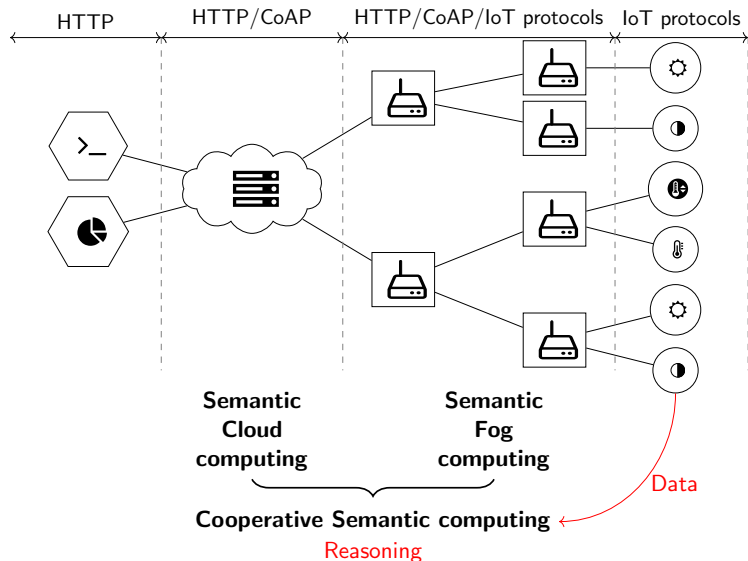 HTTP
HTTP/CoAP
HTTP/CoAP/IoT protocols
IoT protocols
Semantic
Cloud
computing
Semantic
Fog
computing
Data
Cooperative Semantic computing
Reasoning